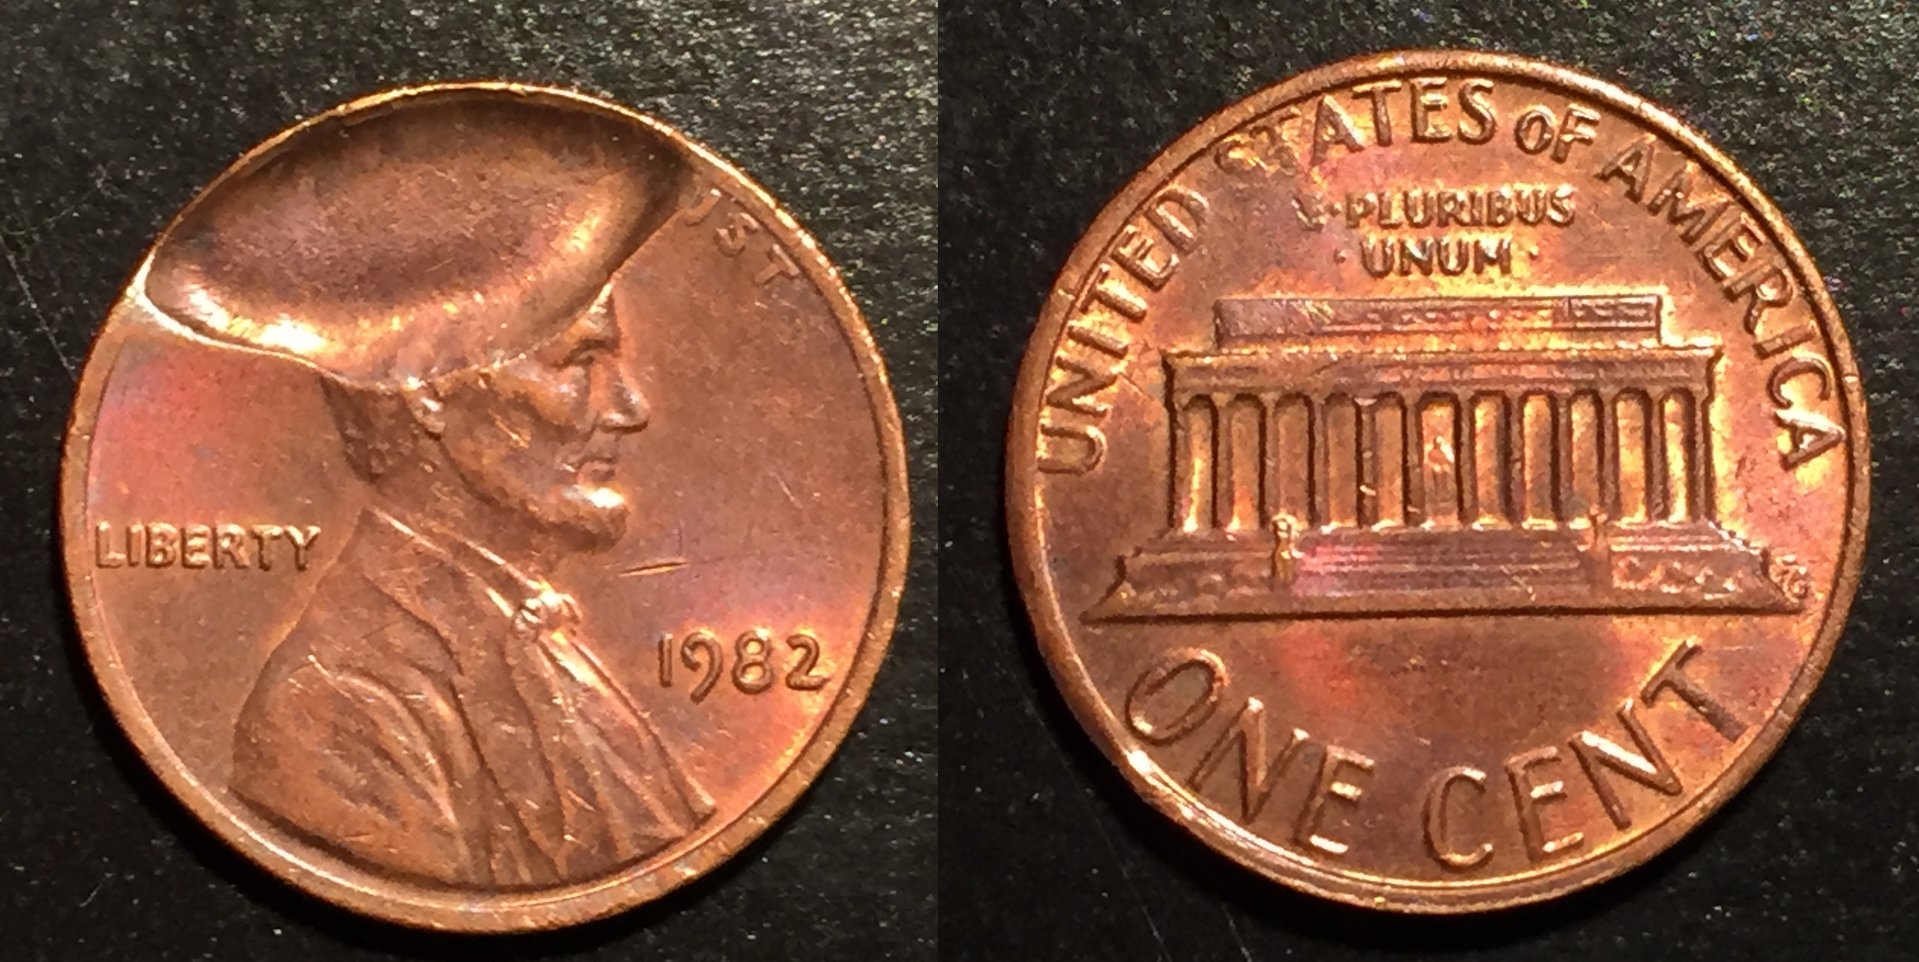 UST
LIBERTY
1982
UNITED STATES OF AMERICA
PLURIBUS
UNUM
ONE CENT